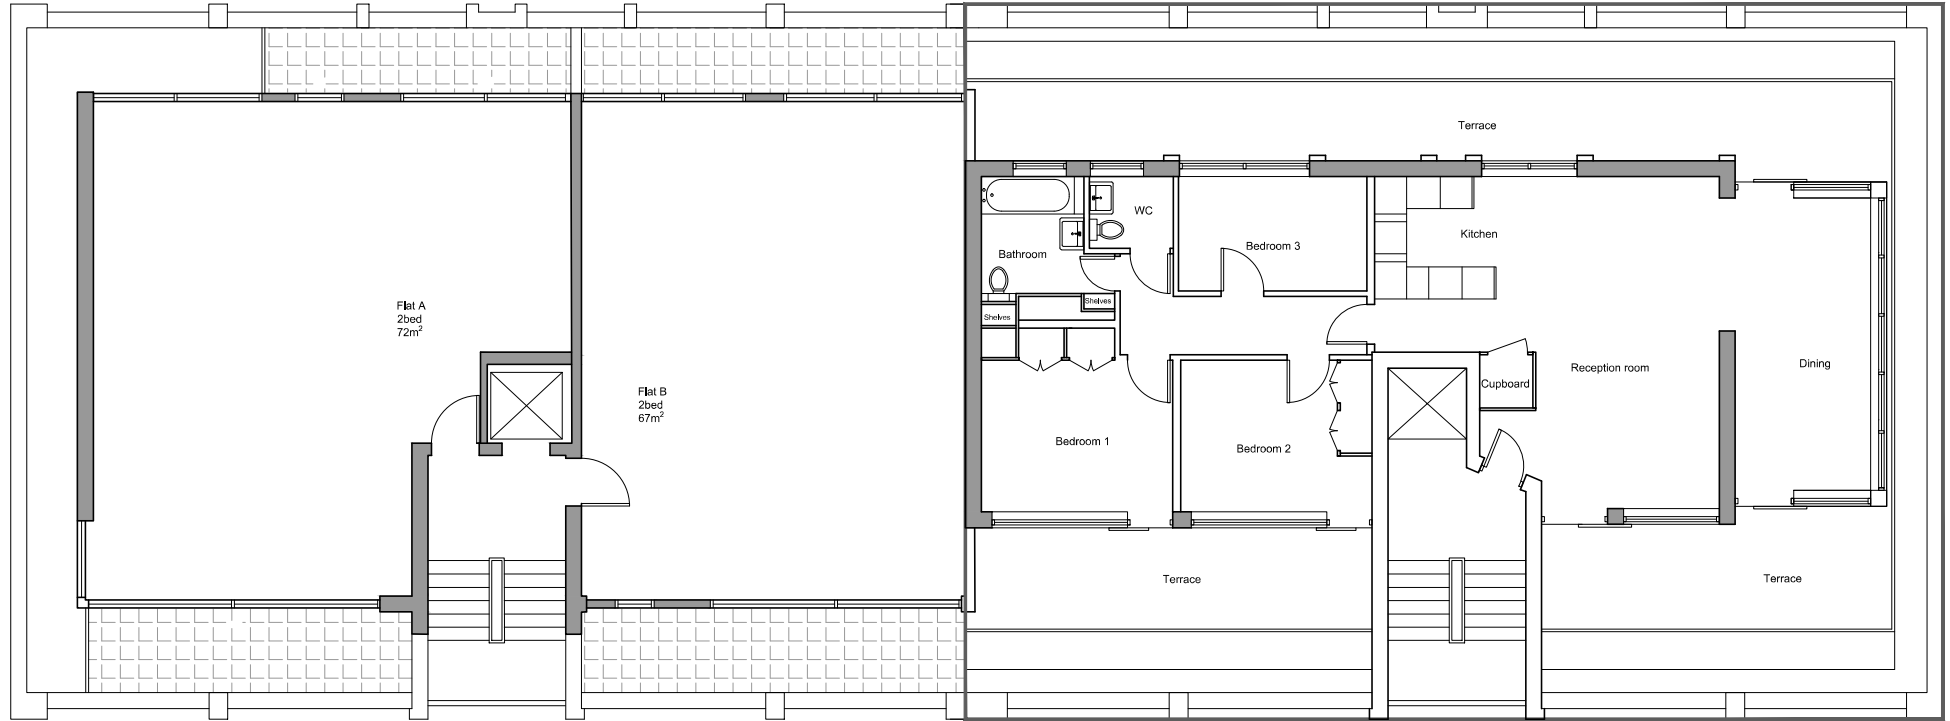 Flat A
2bed
72m²
Flat B
2bed
67m²
Terrace
WC
Kitchen
Bedroom 3
Bathroom
Shelves
Shelves
Dining
Reception room
Cupboard
Bedroom 1
Bedroom 2
Terrace
Terrace